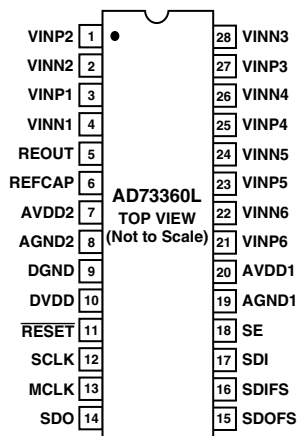 VINP2 1 28 VINN3
VINN2 2 27 VINP3
VINP1 3 26 VINN4
VINN1 4 25 VINP4
REOUT 5 24 VINN5
REFCAP 6 23 VINP5
AVDD2 7 22 VINN6
AGND2 8 21 VINP6
DGND 9 20 AVDD1
DVDD 10 19 AGND1
RESET 11 18 SE
SCLK 12 17 SDI
MCLK 13 16 SDIFS
SDO 14 15 SDOFS
AD73360L
TOP VIEW
(Not to Scale)